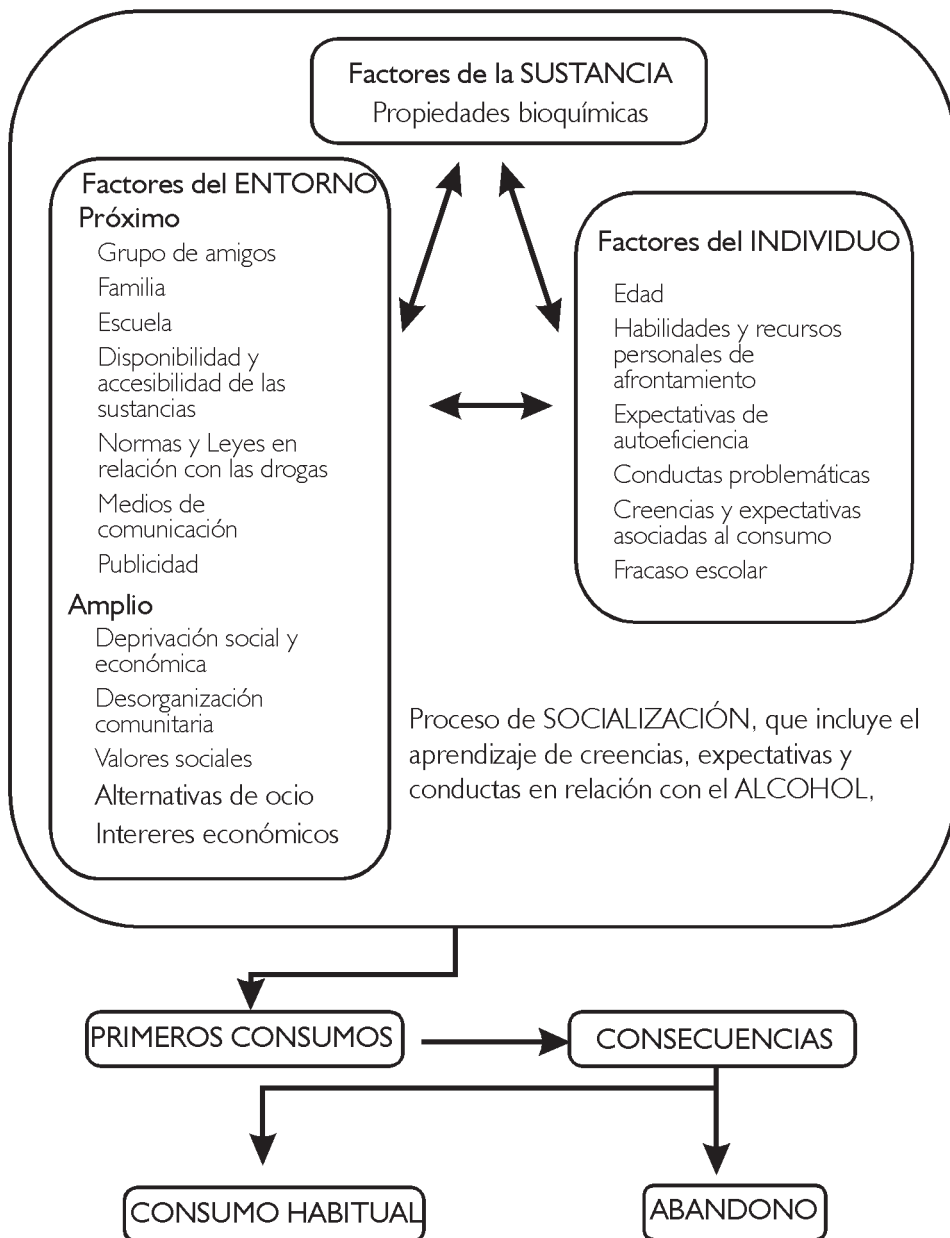 Factores de la SUSTANCIA
Propiedades bioquímicas
Factores del ENTORNO
Próximo
Grupo de amigos
Familia
Escuela
Disponibilidad y
accesibilidad de las
sustancias
Normas y Leyes en
relación con las drogas
Medios de
comunicación
Publicidad
Amplio
Deprivación social y
económica
Desorganización
comunitaria
Valores sociales
Alternativas de ocio
Intereres económicos
Factores del INDIVIDUO
Edad
Habilidades y recursos
personales de
afrontamiento
Expectativas de
autoeficiencia
Conductas problemáticas
Creencias y expectativas
asociadas al consumo
Fracaso escolar
Proceso de SOCIALIZACIÓN, que incluye el
aprendizaje de creencias, expectativas y
conductas en relación con el ALCOHOL,
PRIMEROS CONSUMOS
CONSECUENCIAS
CONSUMO HABITUAL
ABANDONO